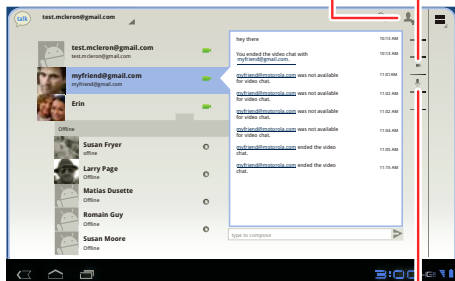 talk
test.mcleron@gmail.com
test.mcleron@gmail.com
test.mcleron@gmail.com
myfriend@gmail.com
myfriend@gmail.com
Erin
Offline
Susan Fryer
offline
Larry Page
Offline
Matias Dusette
Offline
Romain Guy
Offline
Susan Moore
Offline
hey there 10:13 AM
You ended the video chat with 10:13 AM
myfriend@gmail.com.
myfriend@motorola.com was not available 11:01AM
for video chat.
myfriend@motorola.com was not available 11:02 AM
for video chat.
myfriend@motorola.com was not available 11:02 AM
for video chat.
myfriend@motorola.com was not available 11:04 AM
for video chat.
myfriend@motorola.com ended the video 11:05 AM
chat.
myfriend@motorola.com ended the video 11:15 AM
chat.
type to compose
3:00